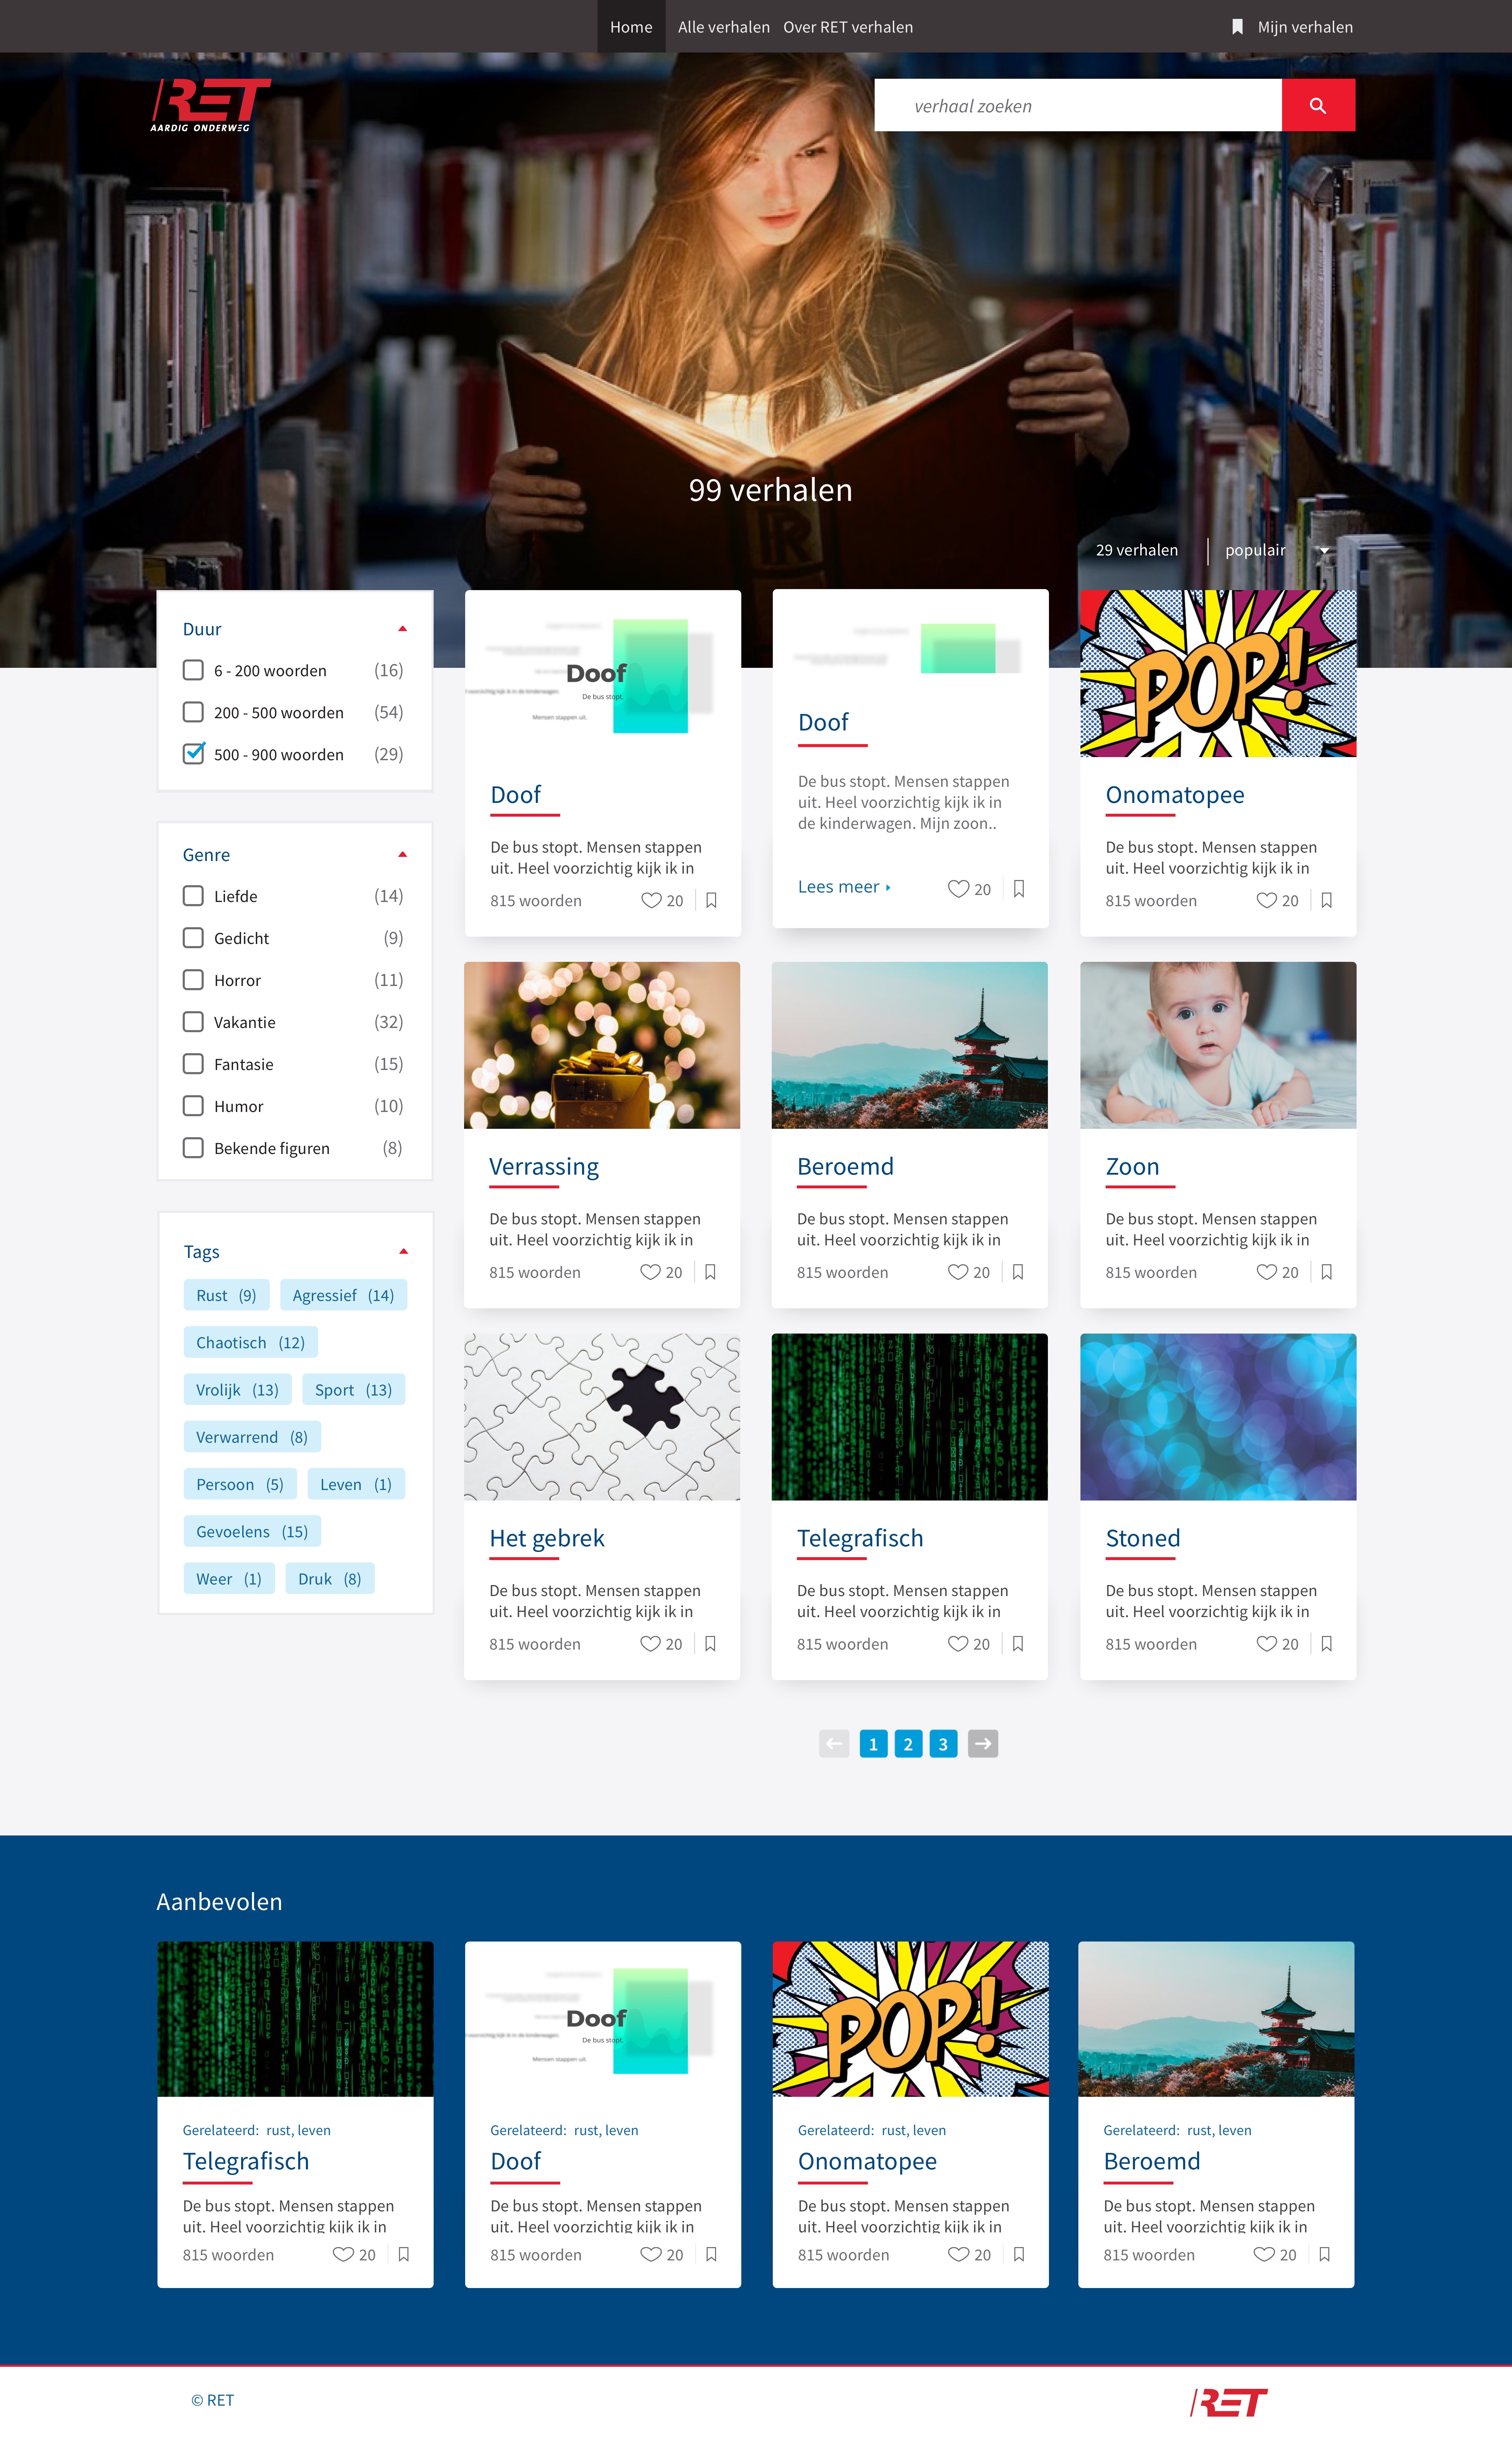 Home Alle verhalen Over RET verhalen Mijn verhalen
RET
AARDIG ONDERWEG
verhaal zoeken
99 verhalen
29 verhalen populair
Duur
6 - 200 woorden (16)
200 - 500 woorden (54)
500 - 900 woorden (29)
Genre
Liefde (14)
Gedicht (9)
Horror (11)
Vakantie (32)
Fantasie (15)
Humor (10)
Bekende figuren (8)
Tags
Rust (9) Agressief (14)
Chaotisch (12)
Vrolijk (13) Sport (13)
Verwarrend (8)
Persoon (5) Leven (1)
Gevoelens (15)
Weer (1) Druk (8)
Doof
De bus stopt.
Mensen stappen uit.
Doof
De bus stopt. Mensen stappen
uit. Heel voorzichtig kijk ik in
815 woorden 20
Doof
De bus stopt. Mensen stappen
uit. Heel voorzichtig kijk ik in
de kinderwagen. Mijn zoon..
Lees meer 20
POP!
Onomatopee
De bus stopt. Mensen stappen
uit. Heel voorzichtig kijk ik in
815 woorden 20
Verrassing
De bus stopt. Mensen stappen
uit. Heel voorzichtig kijk ik in
815 woorden 20
Beroemd
De bus stopt. Mensen stappen
uit. Heel voorzichtig kijk ik in
815 woorden 20
Zoon
De bus stopt. Mensen stappen
uit. Heel voorzichtig kijk ik in
815 woorden 20
Het gebrek
De bus stopt. Mensen stappen
uit. Heel voorzichtig kijk ik in
815 woorden 20
Telegrafisch
De bus stopt. Mensen stappen
uit. Heel voorzichtig kijk ik in
815 woorden 20
Stoned
De bus stopt. Mensen stappen
uit. Heel voorzichtig kijk ik in
815 woorden 20
1 2 3
Aanbevolen
Gerelateerd: rust, leven
Telegrafisch
De bus stopt. Mensen stappen
uit. Heel voorzichtig kijk ik in
815 woorden 20
Doof
De bus stopt.
Mensen stappen uit.
Gerelateerd: rust, leven
Doof
De bus stopt. Mensen stappen
uit. Heel voorzichtig kijk ik in
815 woorden 20
POP!
Gerelateerd: rust, leven
Onomatopee
De bus stopt. Mensen stappen
uit. Heel voorzichtig kijk ik in
815 woorden 20
Gerelateerd: rust, leven
Beroemd
De bus stopt. Mensen stappen
uit. Heel voorzichtig kijk ik in
815 woorden 20
© RET
RET